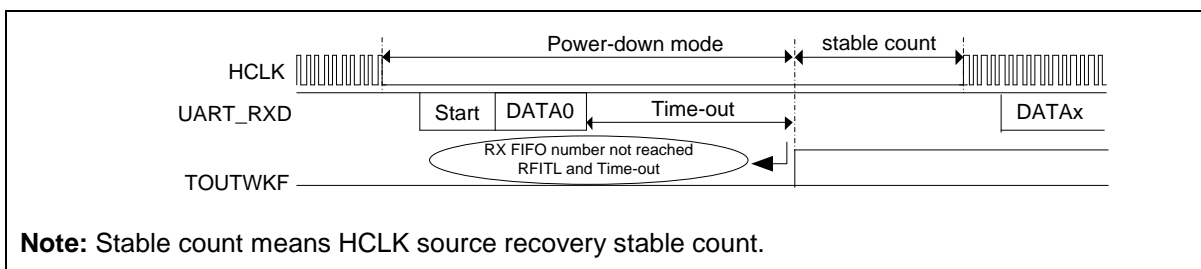 Power-down mode
stable count
HCLK
UART_RXD
Start
DATA0
Time-out
DATAx
RX FIFO number not reached
RFITL and Time-out
TOUTWKF
Note: Stable count means HCLK source recovery stable count.